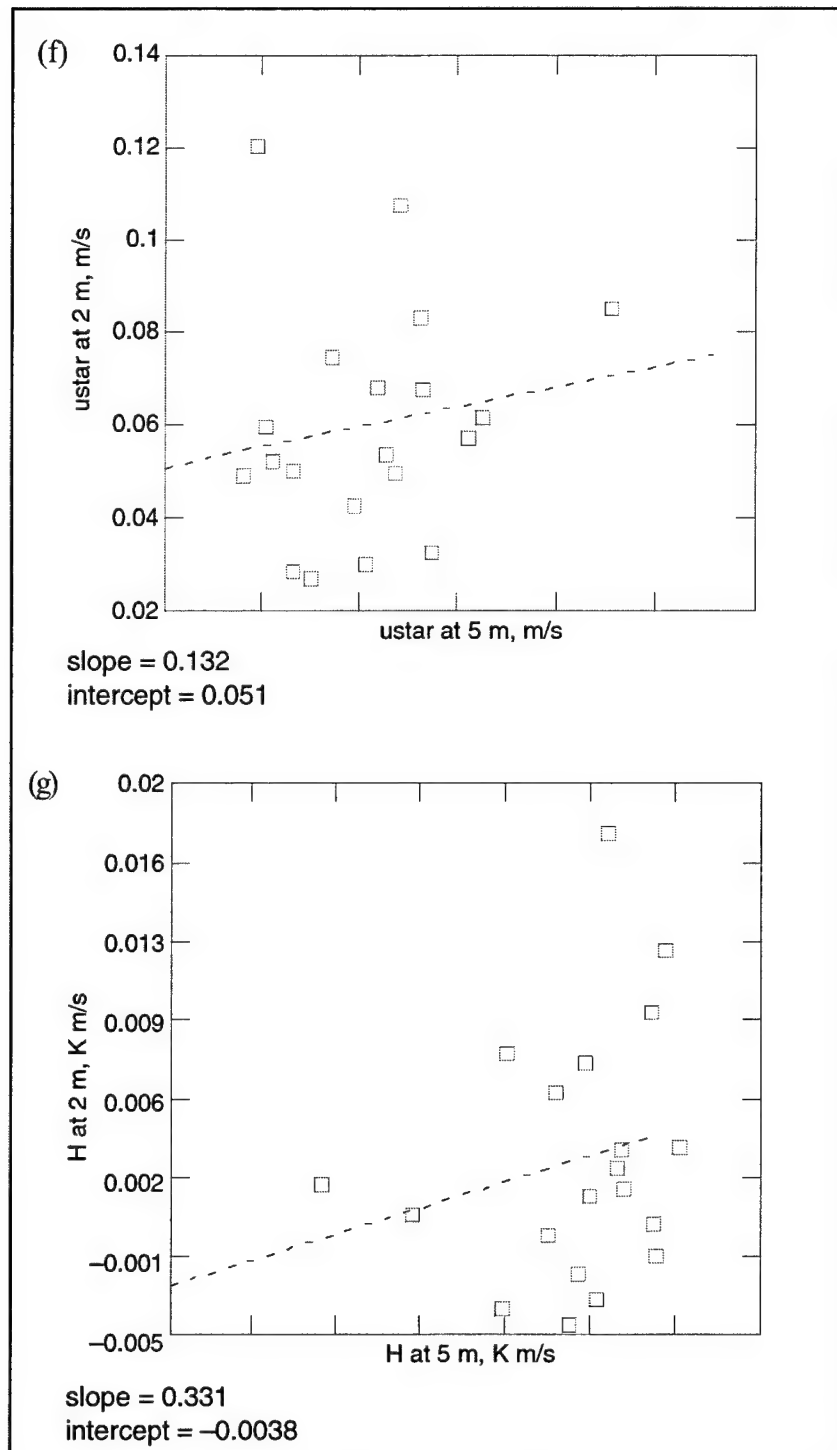 (f)
0.14
0.12
0.1
0.08
0.06
0.04
0.02
ustar at 2 m, m/s
ustar at 5 m, m/s
slope = 0.132
intercept = 0.051
(g)
0.02
0.016
0.013
0.009
0.006
0.002
–0.001
–0.005
H at 2 m, K m/s
H at 5 m, K m/s
slope = 0.331
intercept = –0.0038